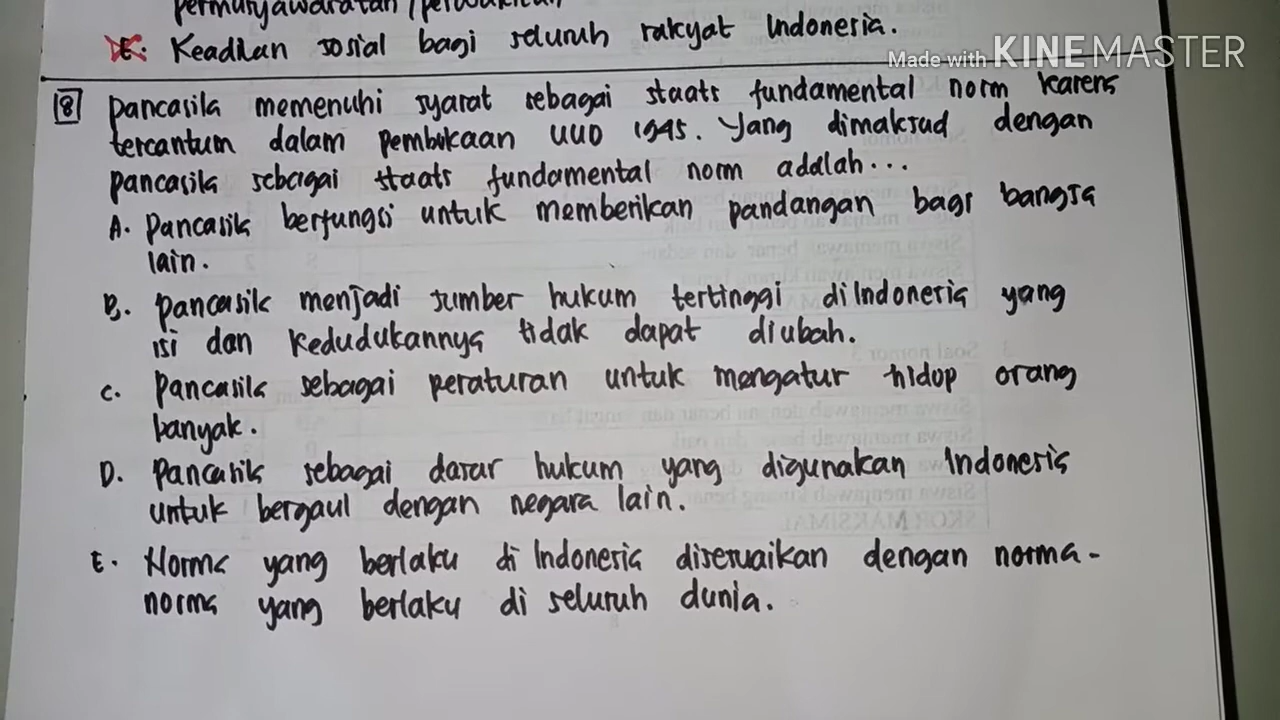 permusyawaratan / perwakilan
E. Keadilan sosial bagi seluruh rakyat Indonesia.
Made with KINEMASTER
8 pancasila memenuhi syarat sebagai staats fundamental norm karena
tercantum dalam pembukaan UUD 1945. Yang dimaksud dengan
pancasila sebagai staats fundamental norm adalah...
A. Pancasila berfungsi untuk memberikan pandangan bagi bangsa
lain.
B. pancasila menjadi sumber hukum tertinggi di Indonesia yang
isi dan kedudukannya tidak dapat diubah.
C. Pancasila sebagai peraturan untuk mengatur hidup orang
banyak.
D. Pancasila sebagai dasar hukum yang digunakan Indonesia
untuk bergaul dengan negara lain.
E. Norma yang berlaku di Indonesia disesuaikan dengan norma-
norma yang berlaku di seluruh dunia.